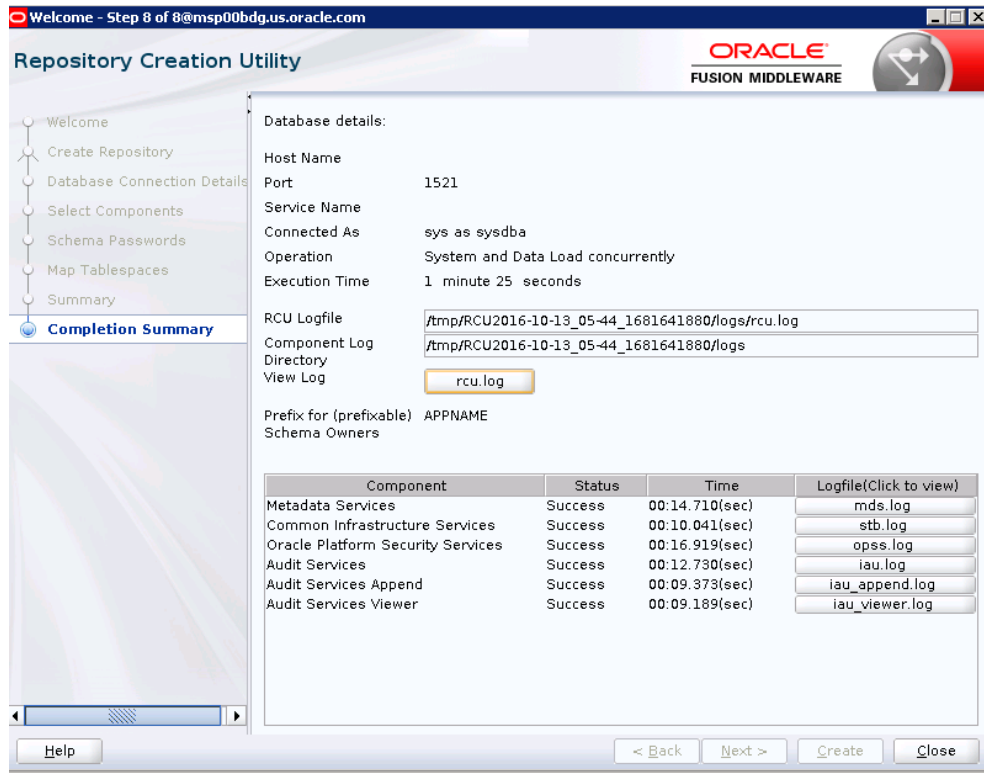 Welcome - Step 8 of 8@msp00bdg.us.oracle.com
Repository Creation Utility
ORACLE
FUSION MIDDLEWARE
Welcome
Create Repository
Database Connection Details
Select Components
Schema Passwords
Map Tablespaces
Summary
Completion Summary
Database details:
Host Name
Port 1521
Service Name
Connected As sys as sysdba
Operation System and Data Load concurrently
Execution Time 1 minute 25 seconds
RCU Logfile /tmp/RCU2016-10-13_05-44_1681641880/logs/rcu.log
Component Log /tmp/RCU2016-10-13_05-44_1681641880/logs
Directory
View Log rcu.log
Prefix for (prefixable) APPNAME
Schema Owners
Component Status Time Logfile(Click to view)
Metadata Services Success 00:14.710(sec) mds.log
Common Infrastructure Services Success 00:10.041(sec) stb.log
Oracle Platform Security Services Success 00:16.919(sec) opss.log
Audit Services Success 00:12.730(sec) iau.log
Audit Services Append Success 00:09.373(sec) iau_append.log
Audit Services Viewer Success 00:09.189(sec) iau_viewer.log
Help < Back Next > Create Close